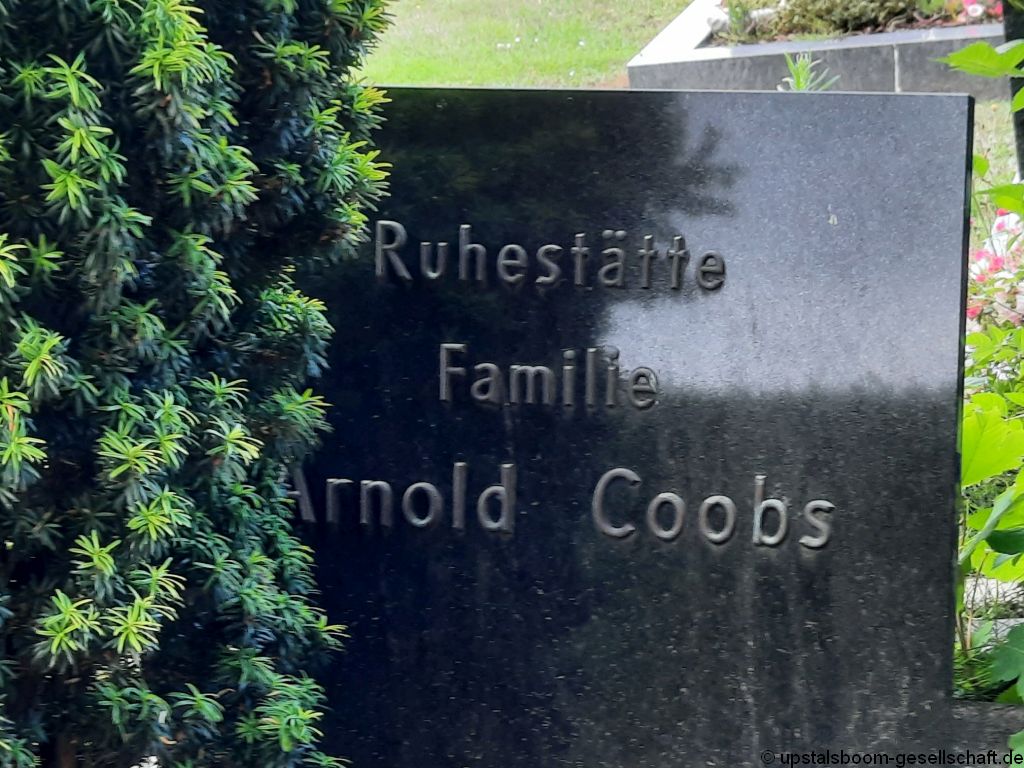 Ruhestätte
Familie
Arnold Coobs
© upstalsboom-gesellschaft.de